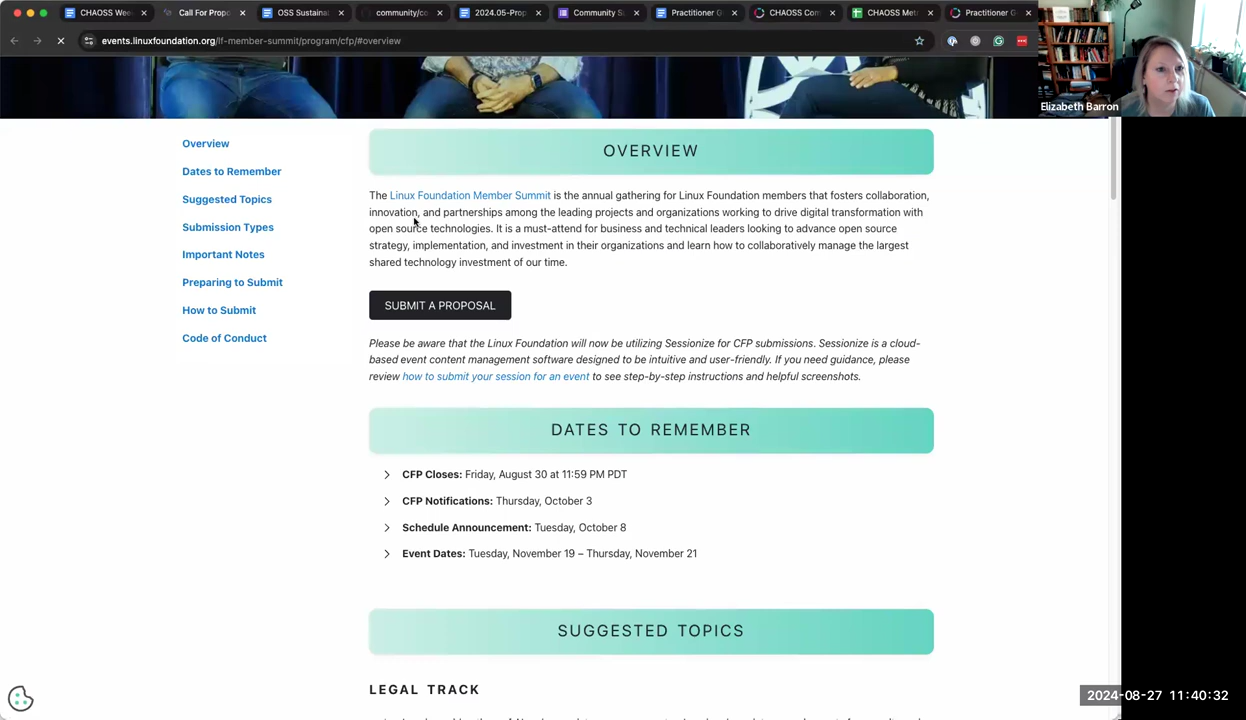 CHAOSS Wee
Call For Propo
OSS Sustaina
community/co
2024.05-Prop
Community S
Practitioner G
CHAOSS Com
CHAOSS Met
Practitioner G
events.linuxfoundation.org/lf-member-summit/program/cfp/#overview
Elizabeth Barron
Overview
Dates to Remember
Suggested Topics
Submission Types
Important Notes
Preparing to Submit
How to Submit
Code of Conduct
OVERVIEW
The Linux Foundation Member Summit is the annual gathering for Linux Foundation members that fosters collaboration,
innovation, and partnerships among the leading projects and organizations working to drive digital transformation with
open source technologies. It is a must-attend for business and technical leaders looking to advance open source
strategy, implementation, and investment in their organizations and learn how to collaboratively manage the largest
shared technology investment of our time.
SUBMIT A PROPOSAL
Please be aware that the Linux Foundation will now be utilizing Sessionize for CFP submissions. Sessionize is a cloud-
based event content management software designed to be intuitive and user-friendly. If you need guidance, please
review how to submit your session for an event to see step-by-step instructions and helpful screenshots.
DATES TO REMEMBER
CFP Closes: Friday, August 30 at 11:59 PM PDT
CFP Notifications: Thursday, October 3
Schedule Announcement: Tuesday, October 8
Event Dates: Tuesday, November 19 – Thursday, November 21
SUGGESTED TOPICS
LEGAL TRACK
2024-08-27 11:40:32